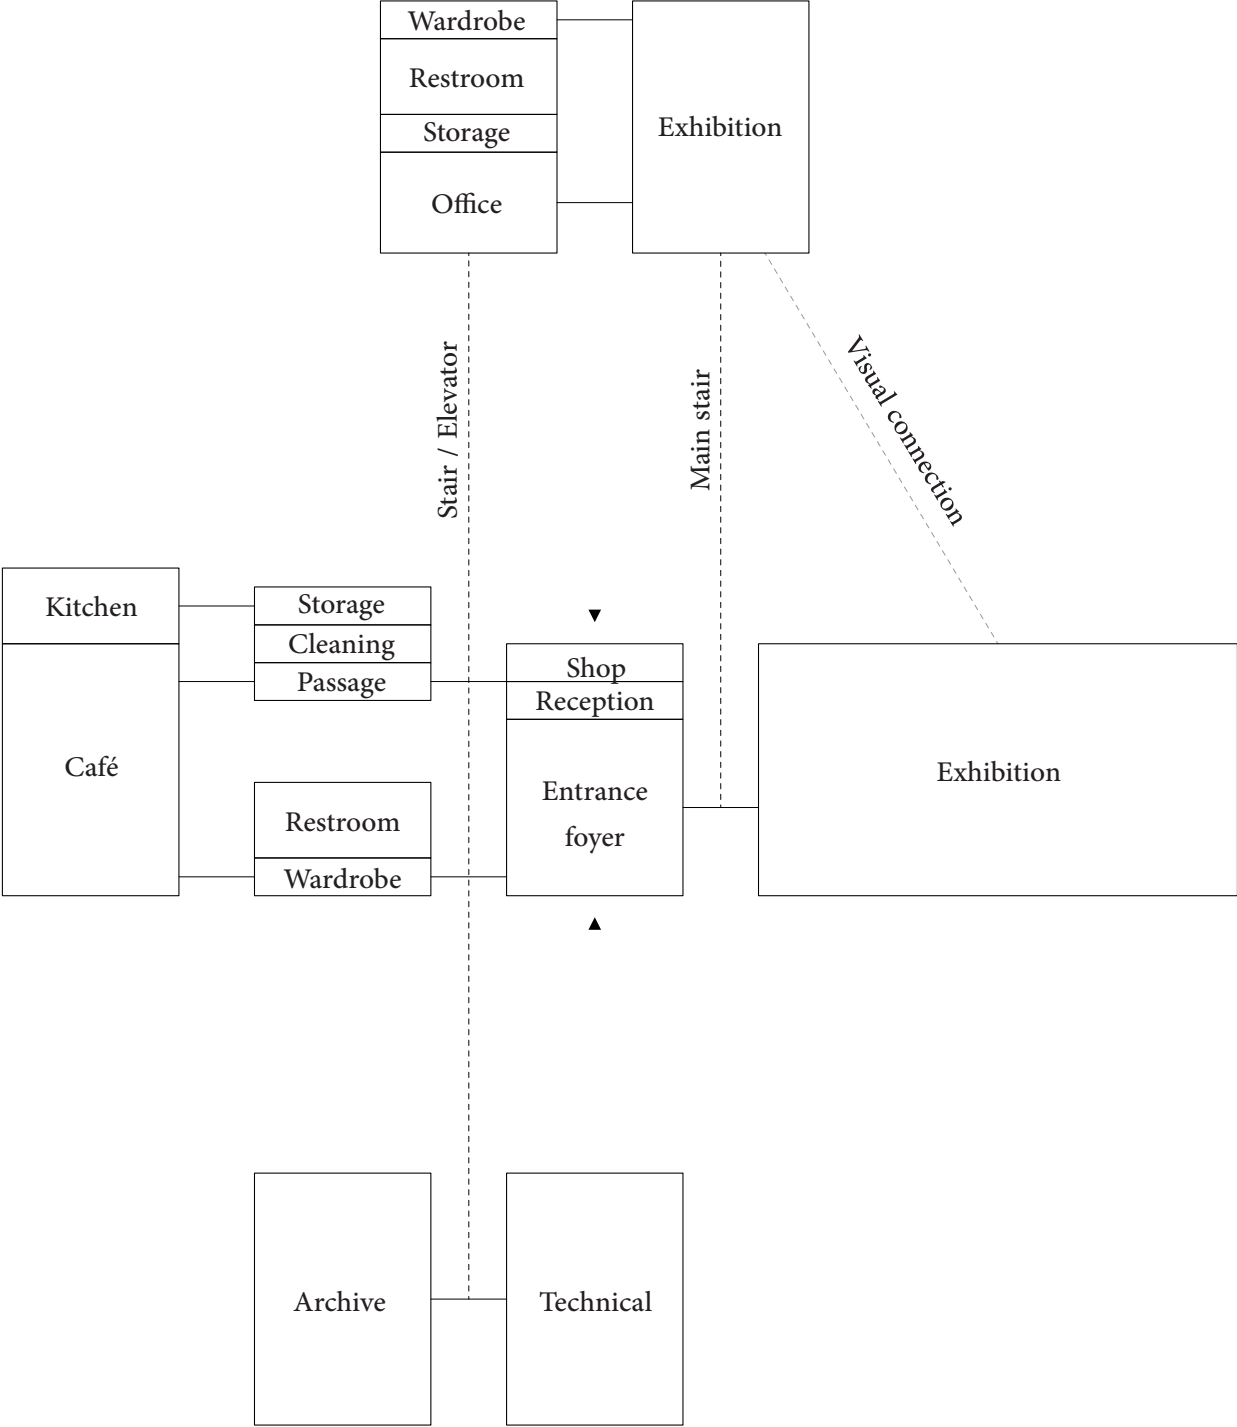 Wardrobe
Restroom
Storage
Office
Exhibition
Stair / Elevator
Main stair
Visual connection
Kitchen
Café
Storage
Cleaning
Passage
Restroom
Wardrobe
Shop
Reception
Entrance
foyer
Exhibition
Archive
Technical